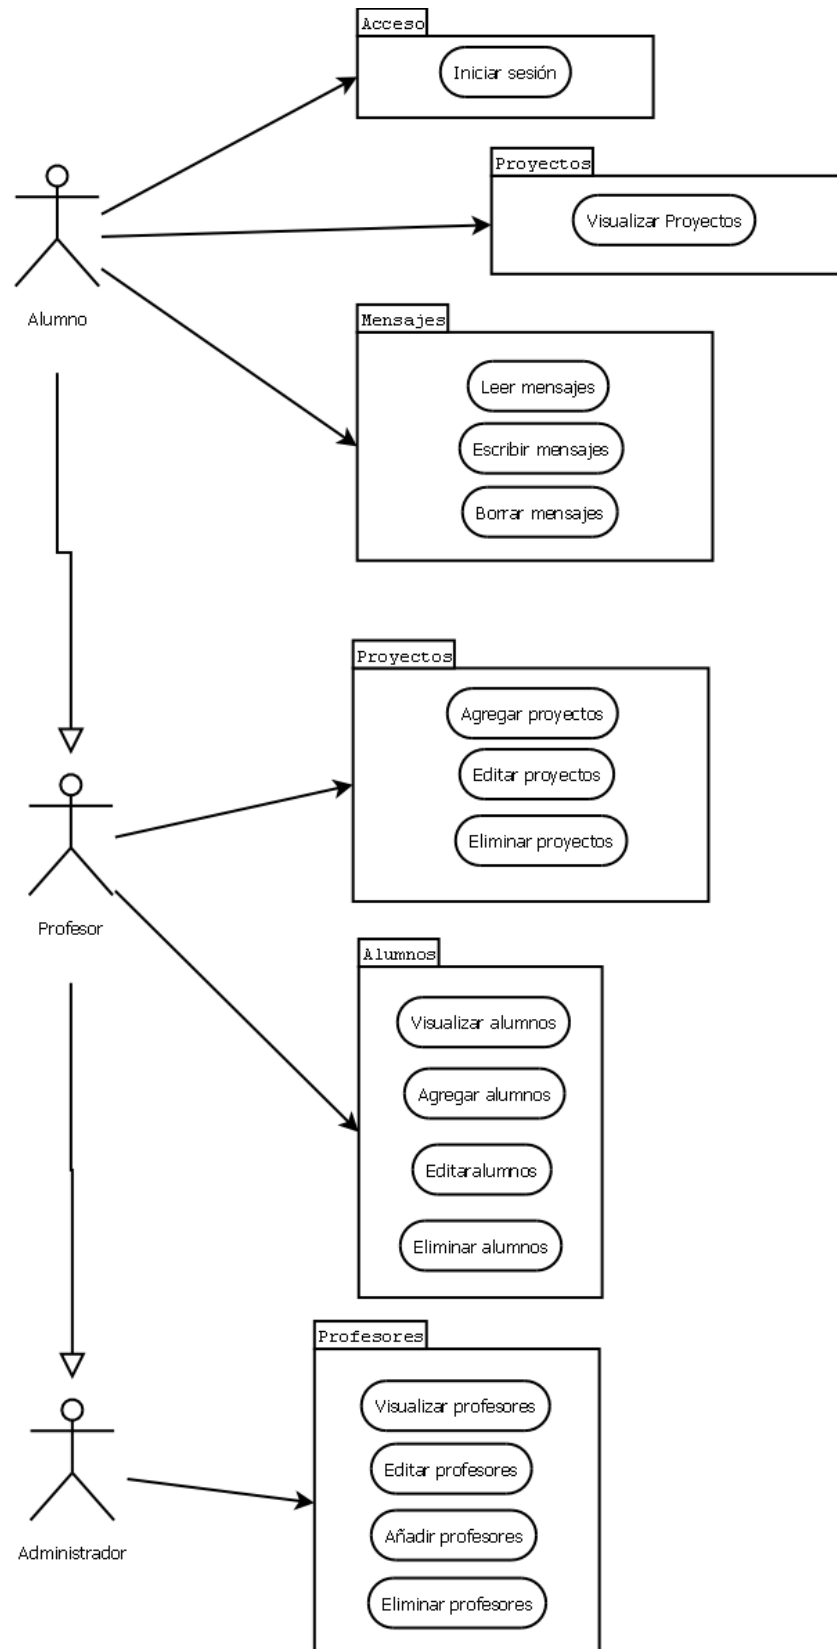 Acceso
Iniciar sesión
Proyectos
Visualizar Proyectos
Alumno
Mensajes
Leer mensajes
Escribir mensajes
Borrar mensajes
Proyectos
Agregar proyectos
Editar proyectos
Eliminar proyectos
Profesor
Alumnos
Visualizar alumnos
Agregar alumnos
Editaralumnos
Eliminar alumnos
Profesores
Visualizar profesores
Editar profesores
Añadir profesores
Administrador
Eliminar profesores